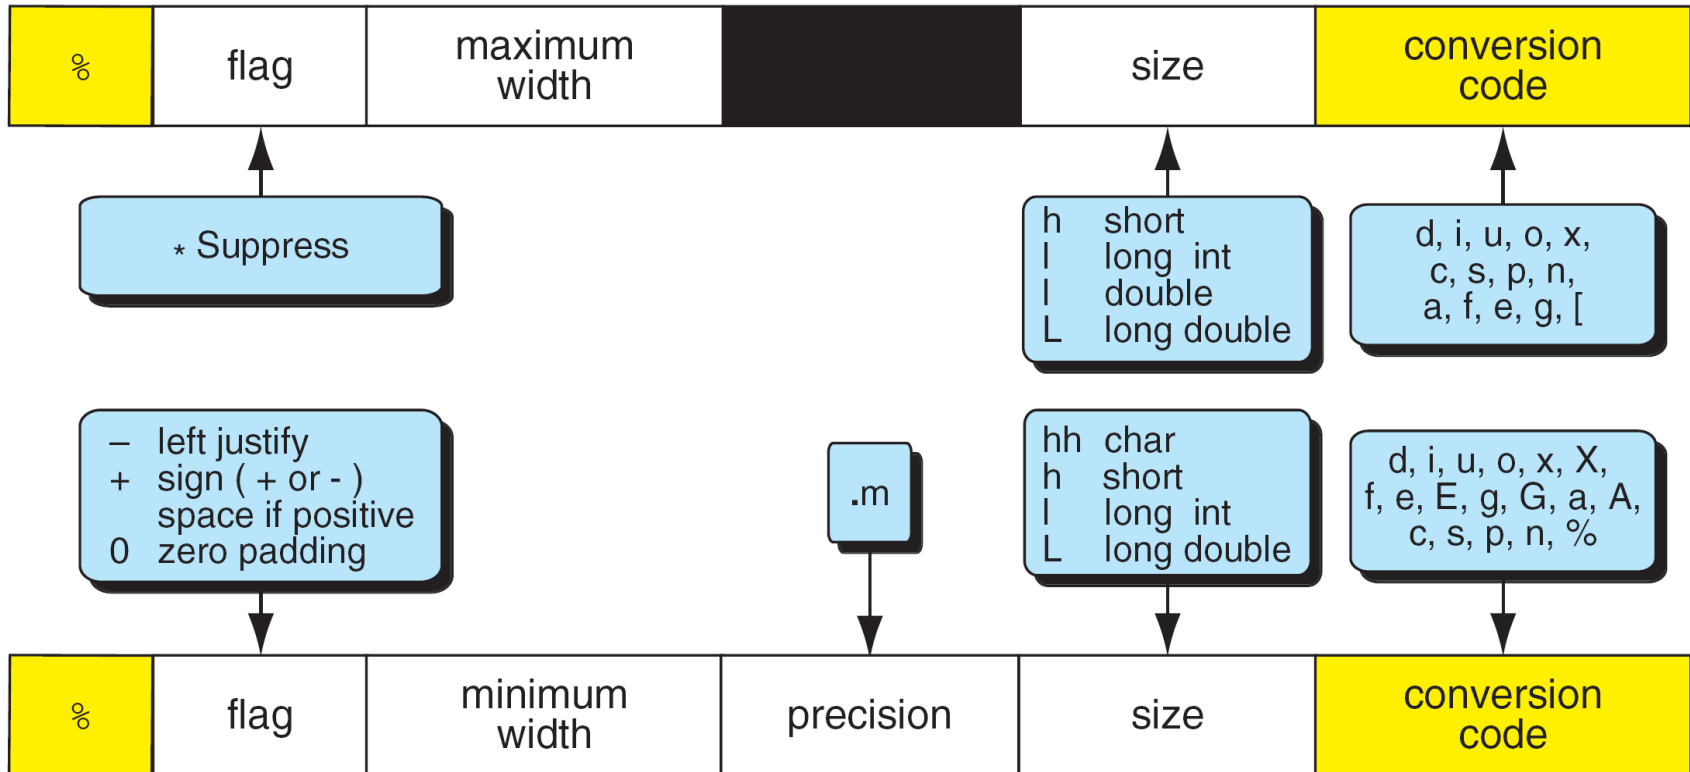 % flag maximum width size conversion code
* Suppress
h short
l long int
l double
L long double
d, i, u, o, x,
c, s, p, n,
a, f, e, g, [
– left justify
+ sign ( + or - )
space if positive
0 zero padding
.m
hh char
h short
l long int
L long double
d, i, u, o, x, X,
f, e, E, g, G, a, A,
c, s, p, n, %
% flag minimum width precision size conversion code